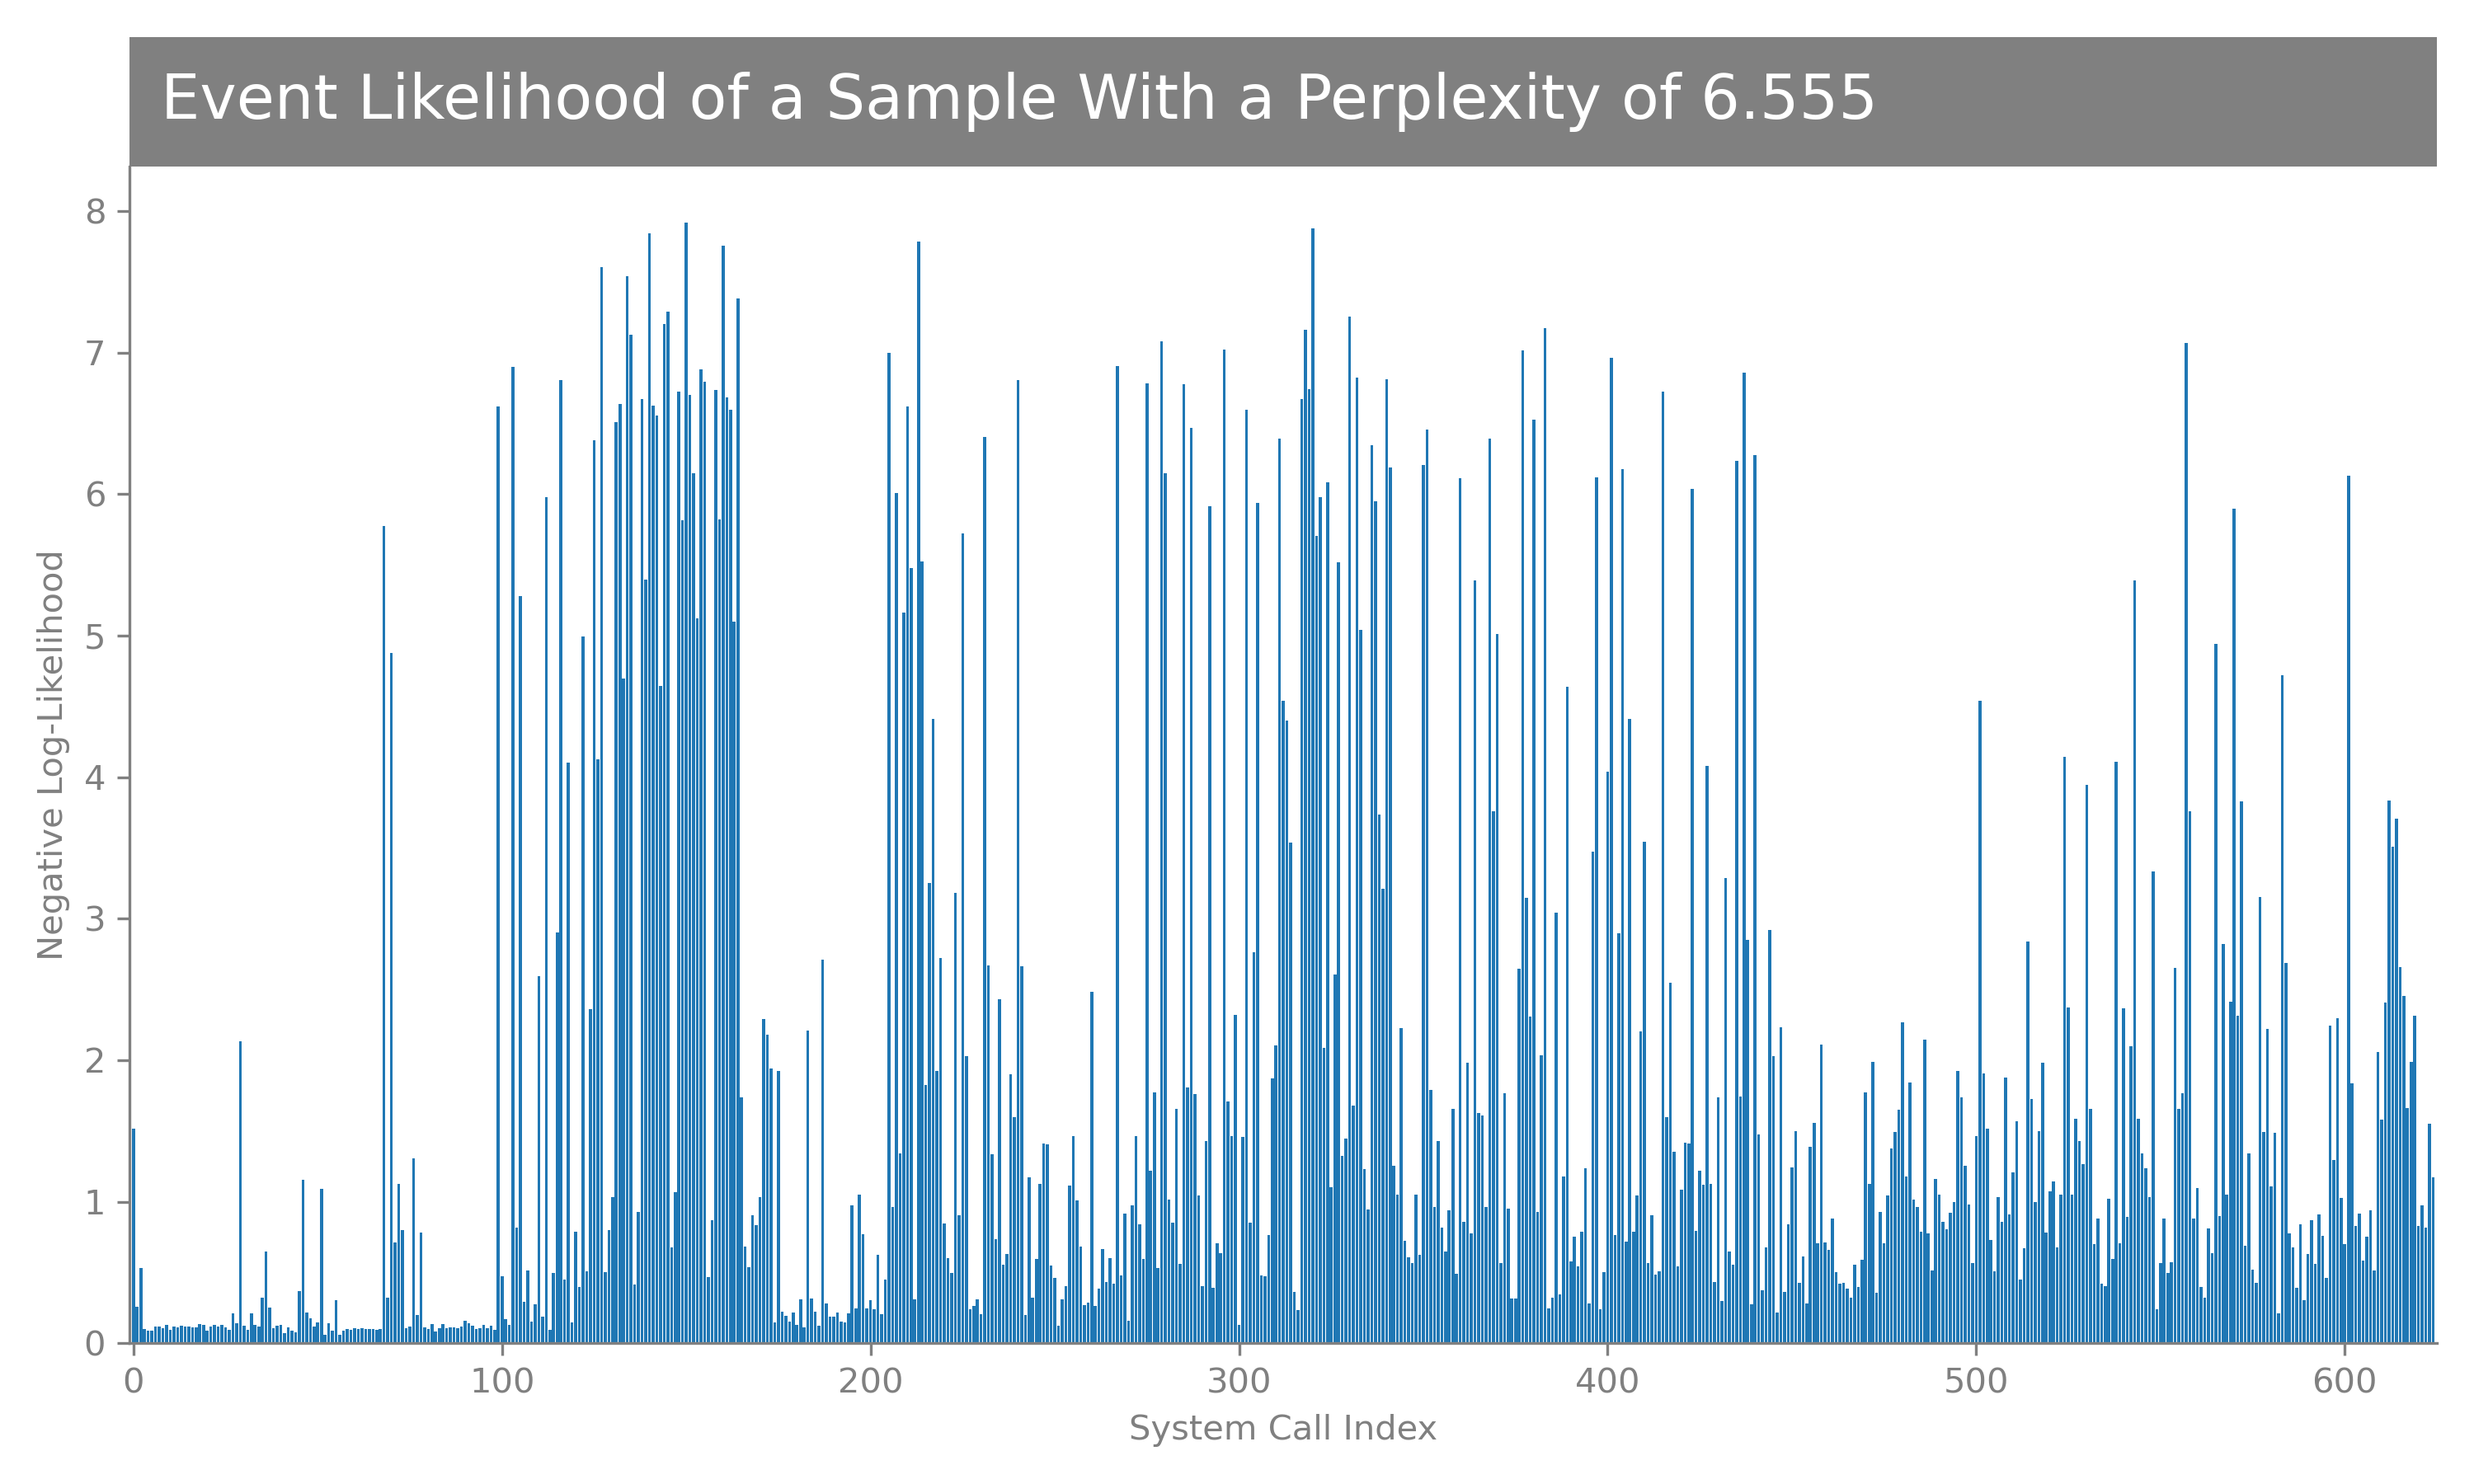 Event Likelihood of a Sample With a Perplexity of 6.555
8
7
6
5
4
3
2
1
0
Negative Log-Likelihood
0 100 200 300 400 500 600
System Call Index